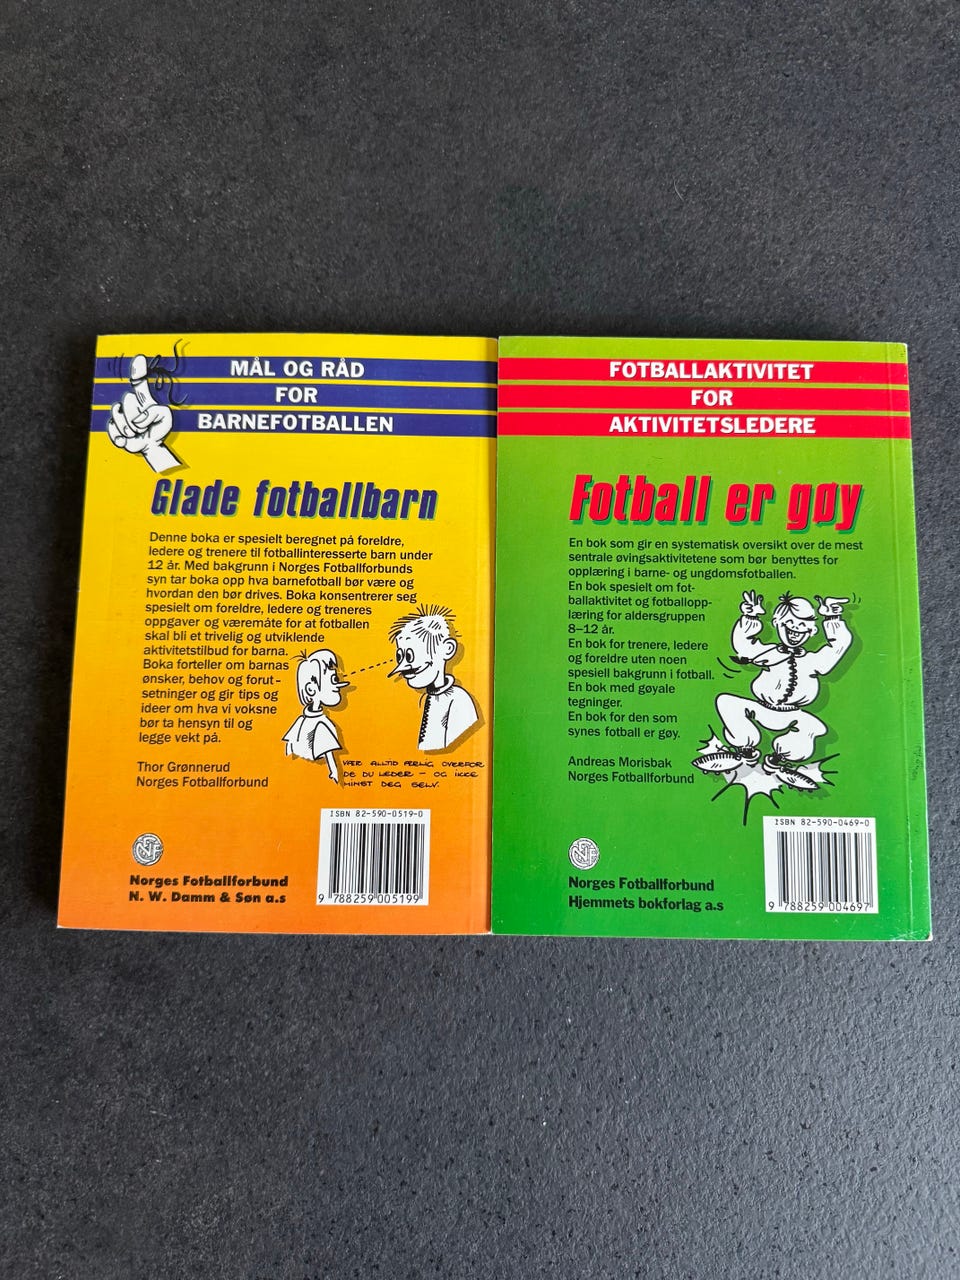 MÅL OG RÅD
FOR
BARNEFOTBALLEN
Glade fotballbarn
Denne boka er spesielt beregnet på foreldre,
ledere og trenere til fotballinteresserte barn under
12 år. Med bakgrunn i Norges Fotballforbunds
syn tar boka opp hva barnefotball bør være og
hvordan den bør drives. Boka konsentrerer seg
spesielt om foreldre, ledere og treneres
oppgaver og væremåte for at fotballen
skal bli et trivelig og utviklende
aktivitetstilbud for barna.
Boka forteller om barnas
ønsker, behov og forut-
setninger og gir tips og
ideer om hva vi voksne
bør ta hensyn til og
legge vekt på.
VÆR ALLTID ÆRLIG OVERFOR
DE DU LEDER - OG IKKE
MINST DEG SELV.
Thor Grønnerud
Norges Fotballforbund
ISBN 82-590-0519-0
9 788259 005199
Norges Fotballforbund
N. W. Damm & Søn a.s
FOTBALLAKTIVITET
FOR
AKTIVITETSLEDERE
Fotball er gøy
En bok som gir en systematisk oversikt over de mest
sentrale øvingsaktivitetene som bør benyttes for
opplæring i barne- og ungdomsfotballen.
En bok spesielt om fot-
ballaktivitet og fotballopp-
læring for aldersgruppen
8–12 år.
En bok for trenere, ledere
og foreldre uten noen
spesiell bakgrunn i fotball.
En bok med gøyale
tegninger.
En bok for den som
synes fotball er gøy.
Andreas Morisbak
Norges Fotballforbund
ISBN 82-590-0469-0
9 788259 004697
Norges Fotballforbund
Hjemmets bokforlag a.s